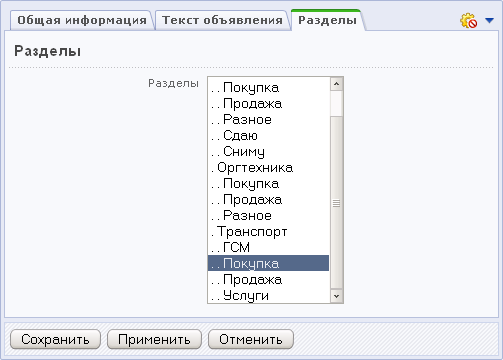 Общая информация Текст объявления Разделы
Разделы
Разделы
. . Покупка
. . Продажа
. . Разное
. . Сдаю
. . Сниму
. Оргтехника
. . Покупка
. . Продажа
. . Разное
. Транспорт
. . ГСМ
. . Покупка
. . Продажа
. . Услуги
Сохранить Применить Отменить